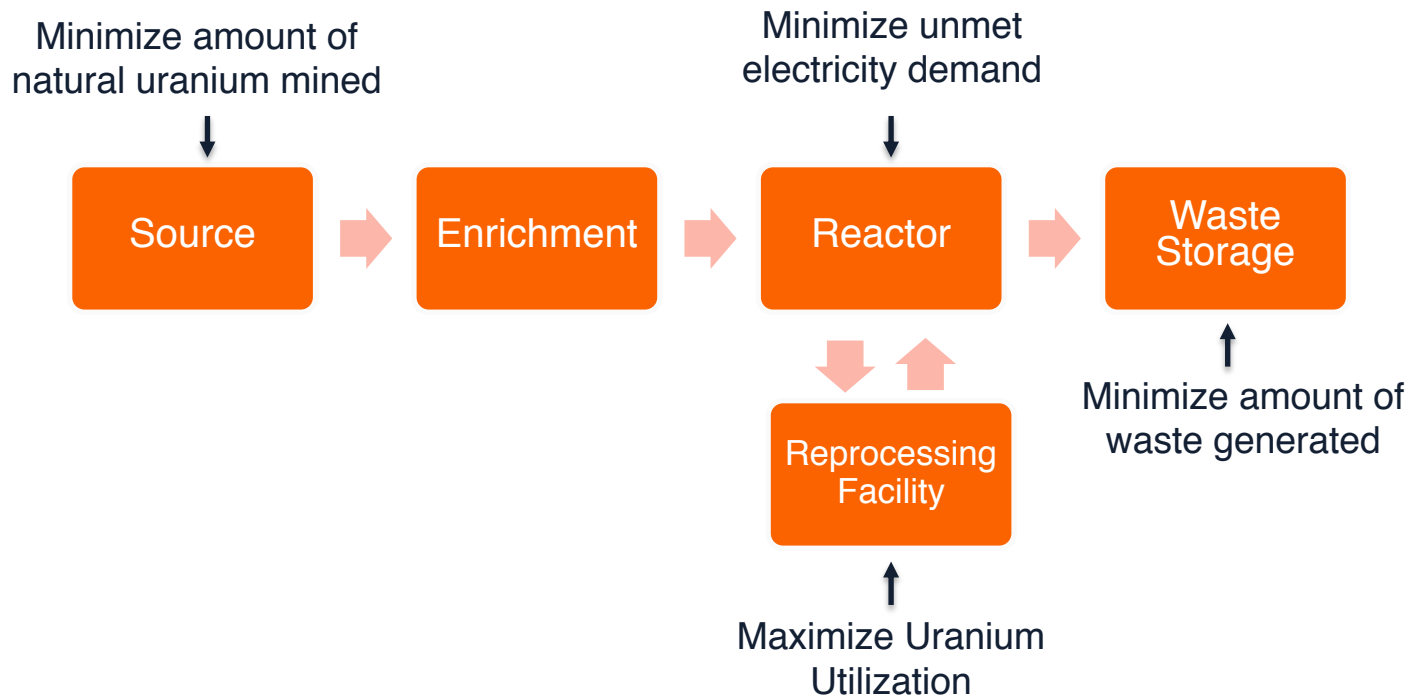 Minimize amount of
natural uranium mined
Minimize unmet
electricity demand
Source
Enrichment
Reactor
Waste
Storage
Reprocessing
Facility
Minimize amount of
waste generated
Maximize Uranium
Utilization